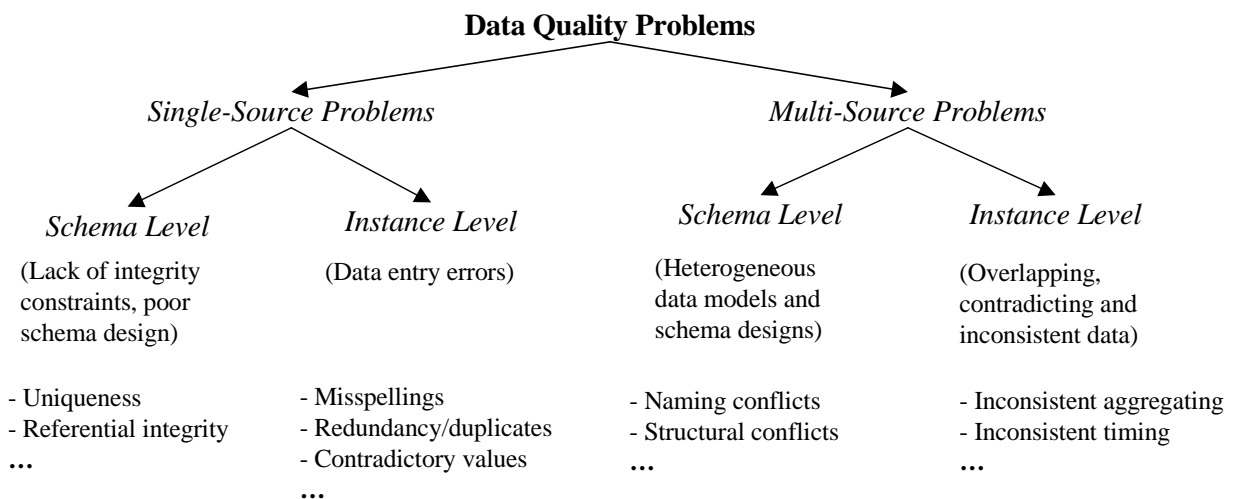 Data Quality Problems
Single-Source Problems
Multi-Source Problems
Schema Level
Instance Level
Schema Level
Instance Level
(Lack of integrity
constraints, poor
schema design)
(Data entry errors)
(Heterogeneous
data models and
schema designs)
(Overlapping,
contradicting and
inconsistent data)
- Uniqueness
- Referential integrity
...
- Misspellings
- Redundancy/duplicates
- Contradictory values
...
- Naming conflicts
- Structural conflicts
...
- Inconsistent aggregating
- Inconsistent timing
...